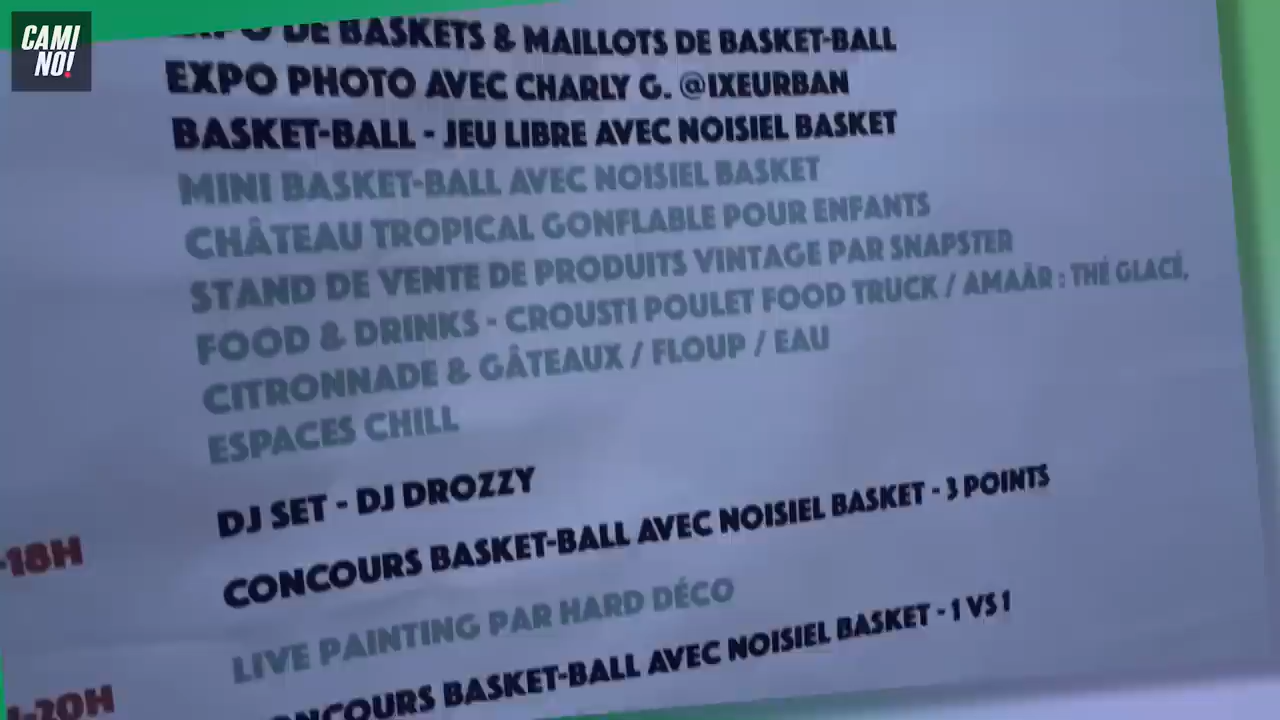 CAMI
NO!
EXPO DE BASKETS & MAILLOTS DE BASKET-BALL
EXPO PHOTO AVEC CHARLY G. @IXEURBAN
BASKET-BALL - JEU LIBRE AVEC NOISIEL BASKET
MINI BASKET-BALL AVEC NOISIEL BASKET
CHÂTEAU TROPICAL GONFLABLE POUR ENFANTS
STAND DE VENTE DE PRODUITS VINTAGE PAR SNAPSTER
FOOD & DRINKS - CROUSTI POULET FOOD TRUCK / AMAÂR : THÉ GLACÉ,
CITRONNADE & GÂTEAUX / FLOUP / EAU
ESPACES CHILL
DJ SET - DJ DROZZY
-18H
CONCOURS BASKET-BALL AVEC NOISIEL BASKET - 3 POINTS
LIVE PAINTING PAR HARD DÉCO
-20H
CONCOURS BASKET-BALL AVEC NOISIEL BASKET - 1 VS 1